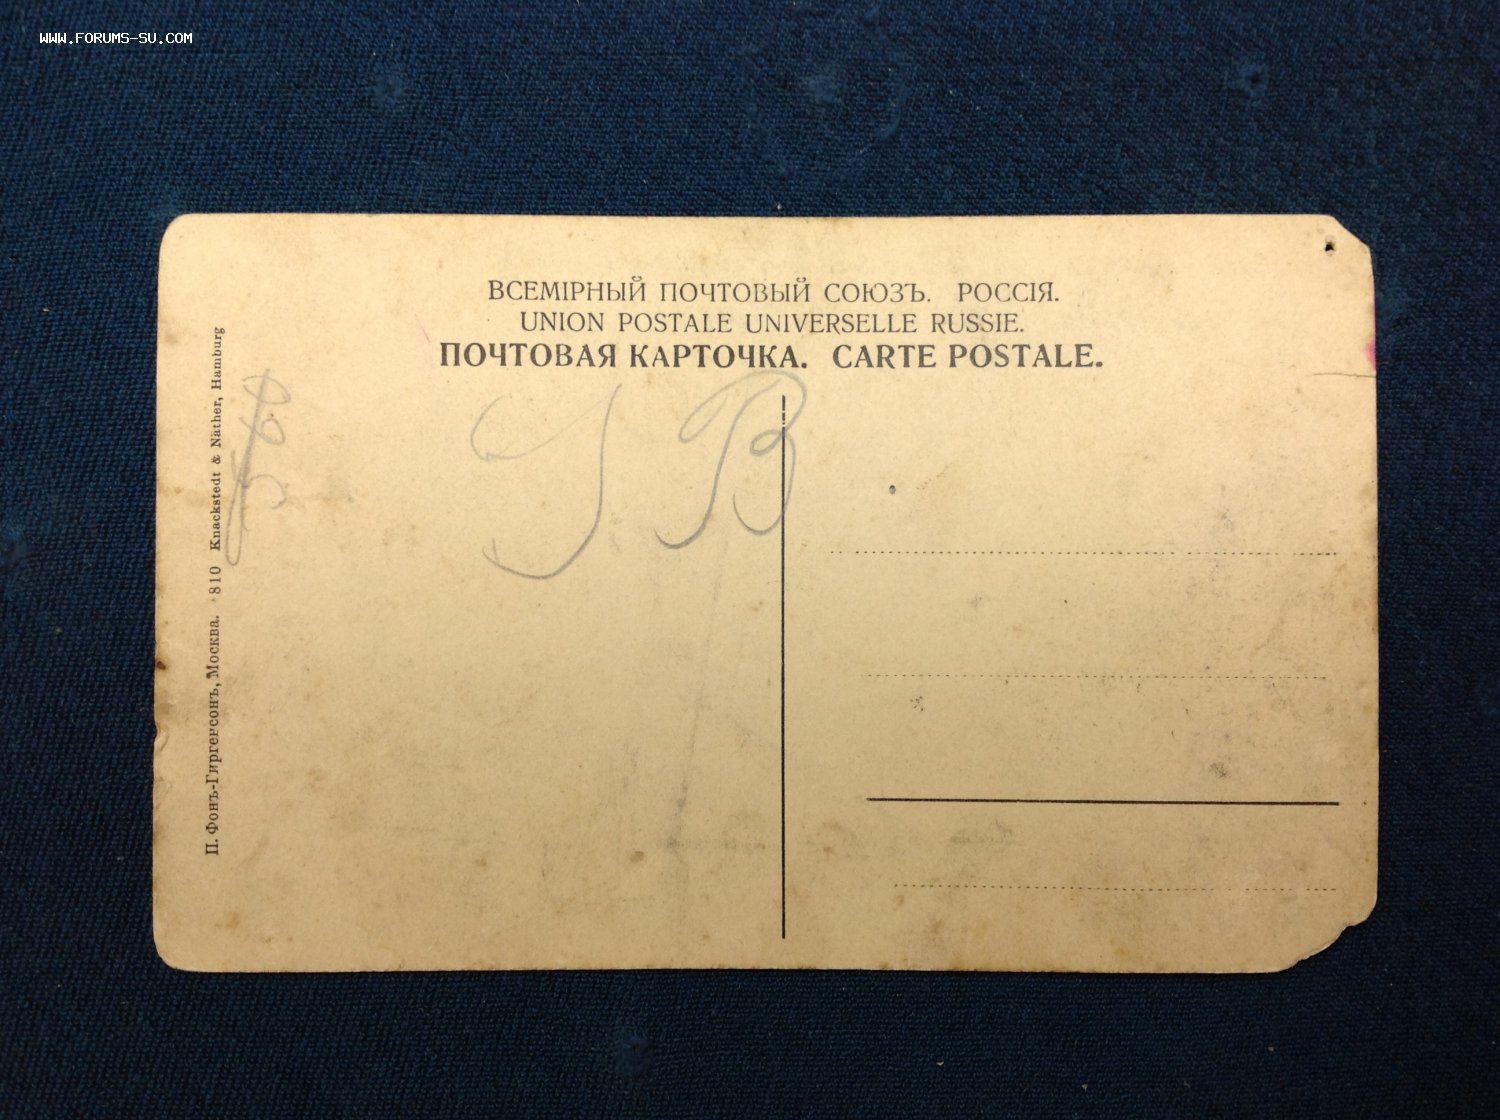 WWW.FORUMS-SU.COM
ВСЕМІРНЫЙ ПОЧТОВЫЙ СОЮЗЪ. РОССІЯ.
UNION POSTALE UNIVERSELLE RUSSIE.
ПОЧТОВАЯ КАРТОЧКА. CARTE POSTALE.
П. Фонъ-Гиргенсонъ, Москва. 810 Knackstedt & Näther, Hamburg